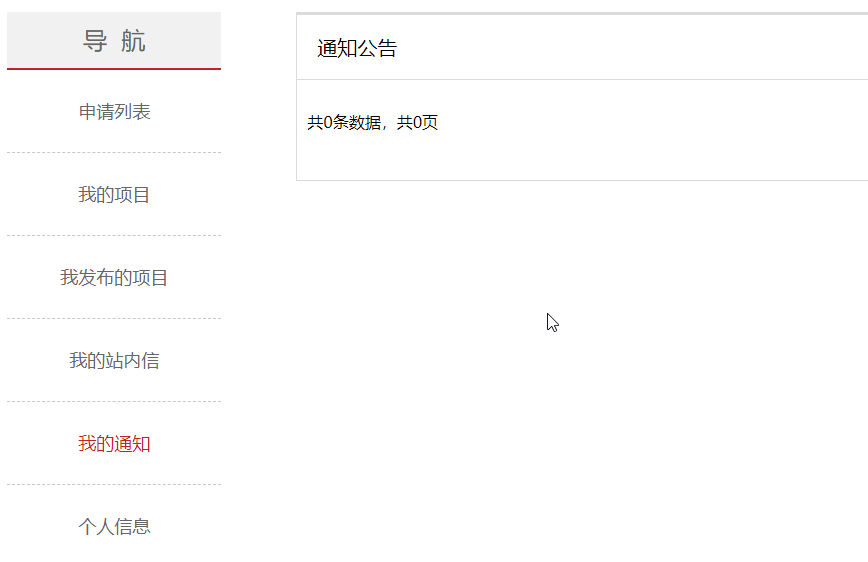 导 航
申请列表
我的项目
我发布的项目
我的站内信
我的通知
个人信息
通知公告
共0条数据，共0页